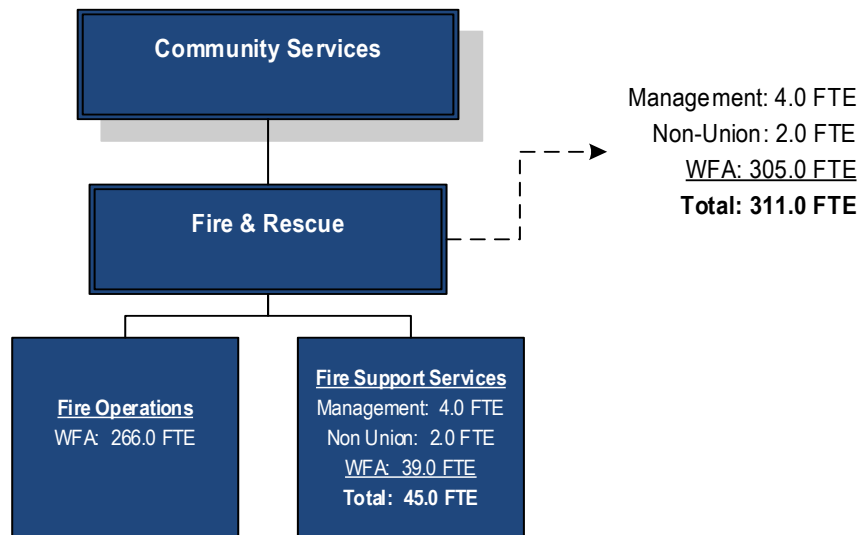 Community Services
Management: 4.0 FTE
Non-Union: 2.0 FTE
WFA: 305.0 FTE
Total: 311.0 FTE
Fire & Rescue
Fire Operations
WFA: 266.0 FTE
Fire Support Services
Management: 4.0 FTE
Non Union: 2.0 FTE
WFA: 39.0 FTE
Total: 45.0 FTE